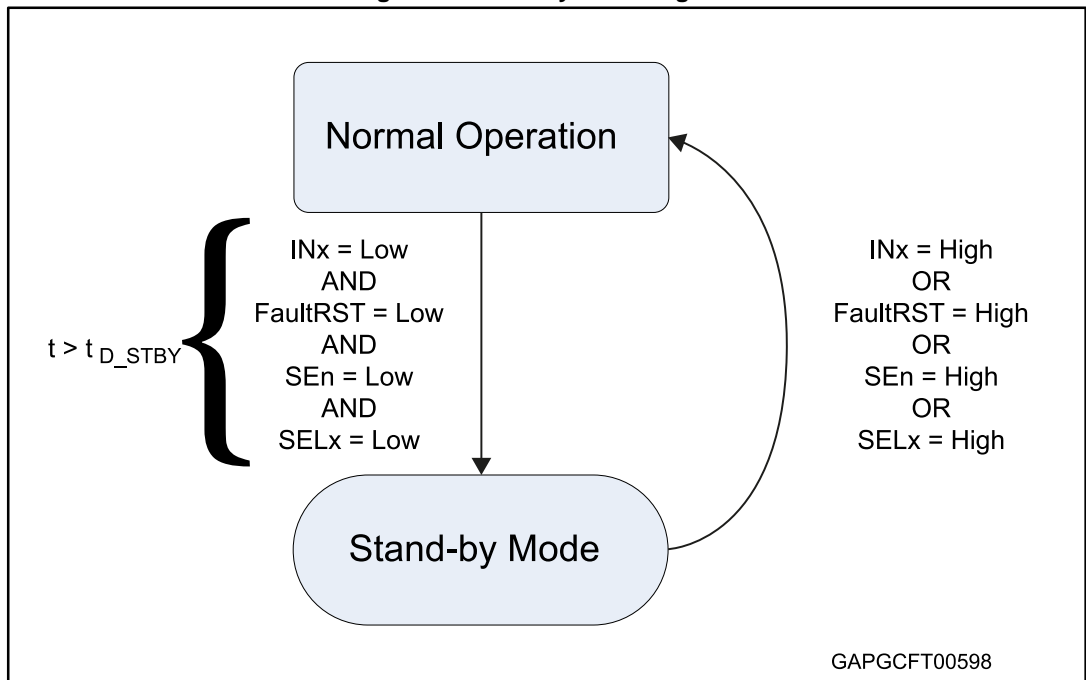 Normal Operation
INx = Low
AND
FaultRST = Low
AND
SEn = Low
AND
SELx = Low
t > t D_STBY
INx = High
OR
FaultRST = High
OR
SEn = High
OR
SELx = High
Stand-by Mode
GAPGCFT00598